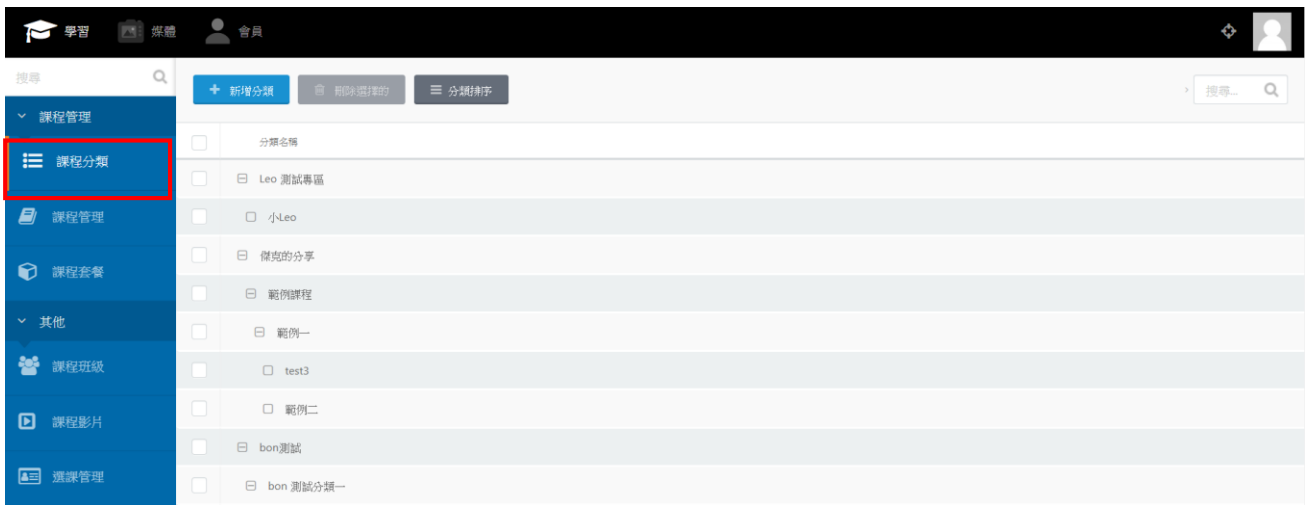 學習 媒體 會員
搜尋
新增分類 刪除選擇的 分類排序 搜尋...
課程管理
分類名稱
課程分類
Leo 測試專區
課程管理
小Leo
傑克的分享
課程套餐
範例課程
其他
範例一
課程班級
test3
範例二
課程影片
bon測試
選課管理
bon 測試分類一